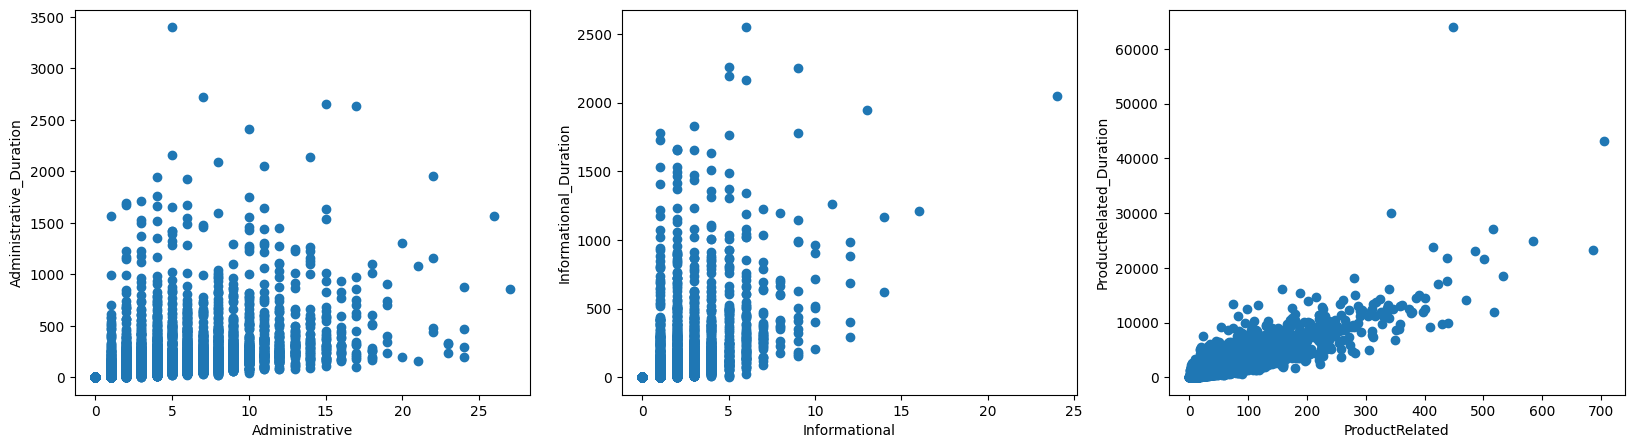 3500
3000
2500
2000
1500
1000
500
0
Administrative_Duration
0 5 10 15 20 25
Administrative
2500
2000
1500
1000
500
0
Informational_Duration
0 5 10 15 20 25
Informational
60000
50000
40000
30000
20000
10000
0
ProductRelated_Duration
0 100 200 300 400 500 600 700
ProductRelated